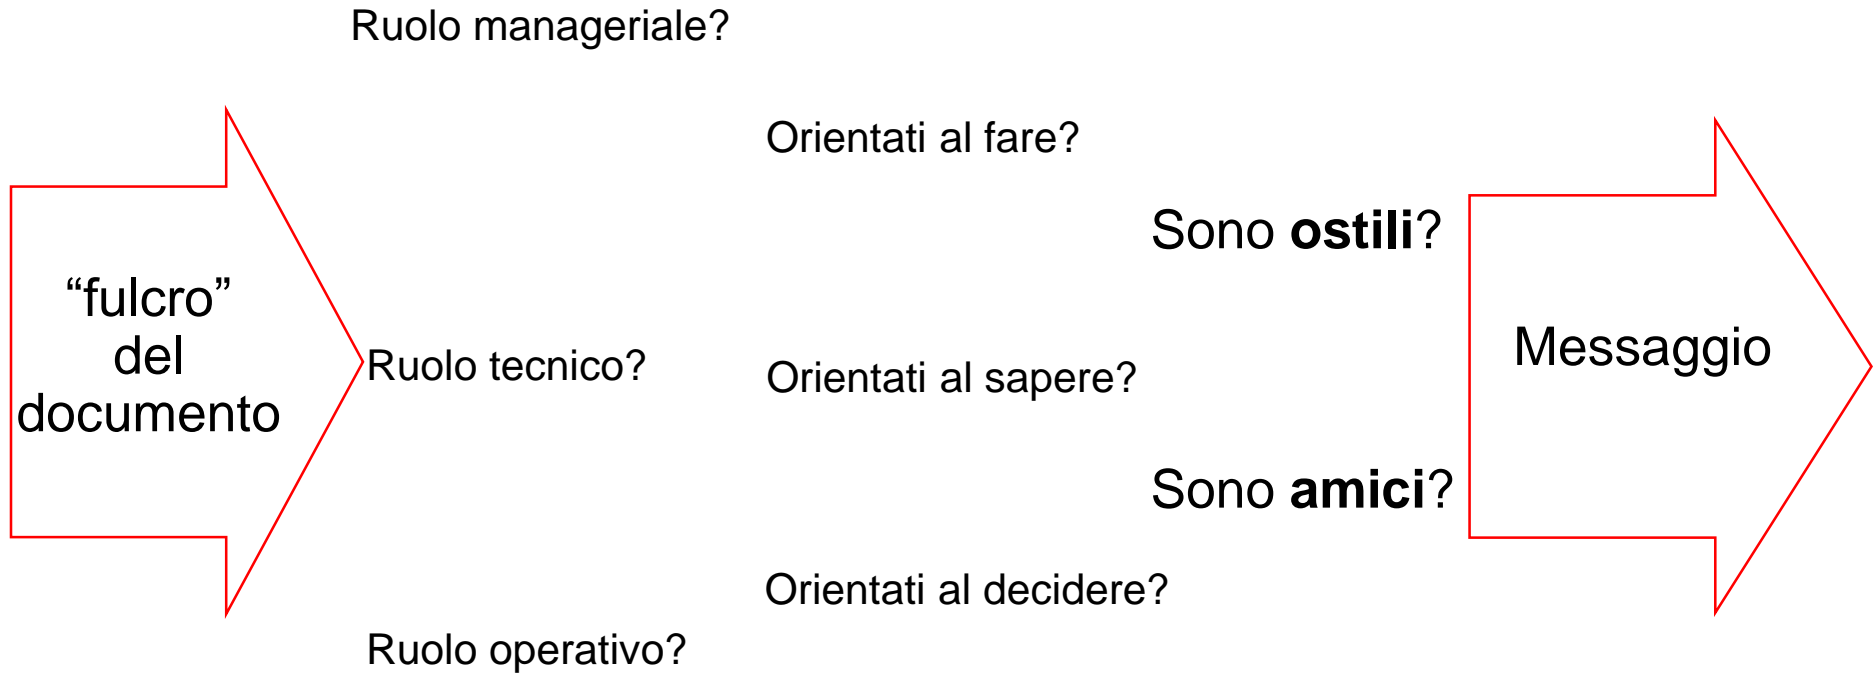 Ruolo manageriale?
Orientati al fare?
Sono ostili?
“fulcro”
del
documento
Ruolo tecnico?
Orientati al sapere?
Messaggio
Sono amici?
Orientati al decidere?
Ruolo operativo?